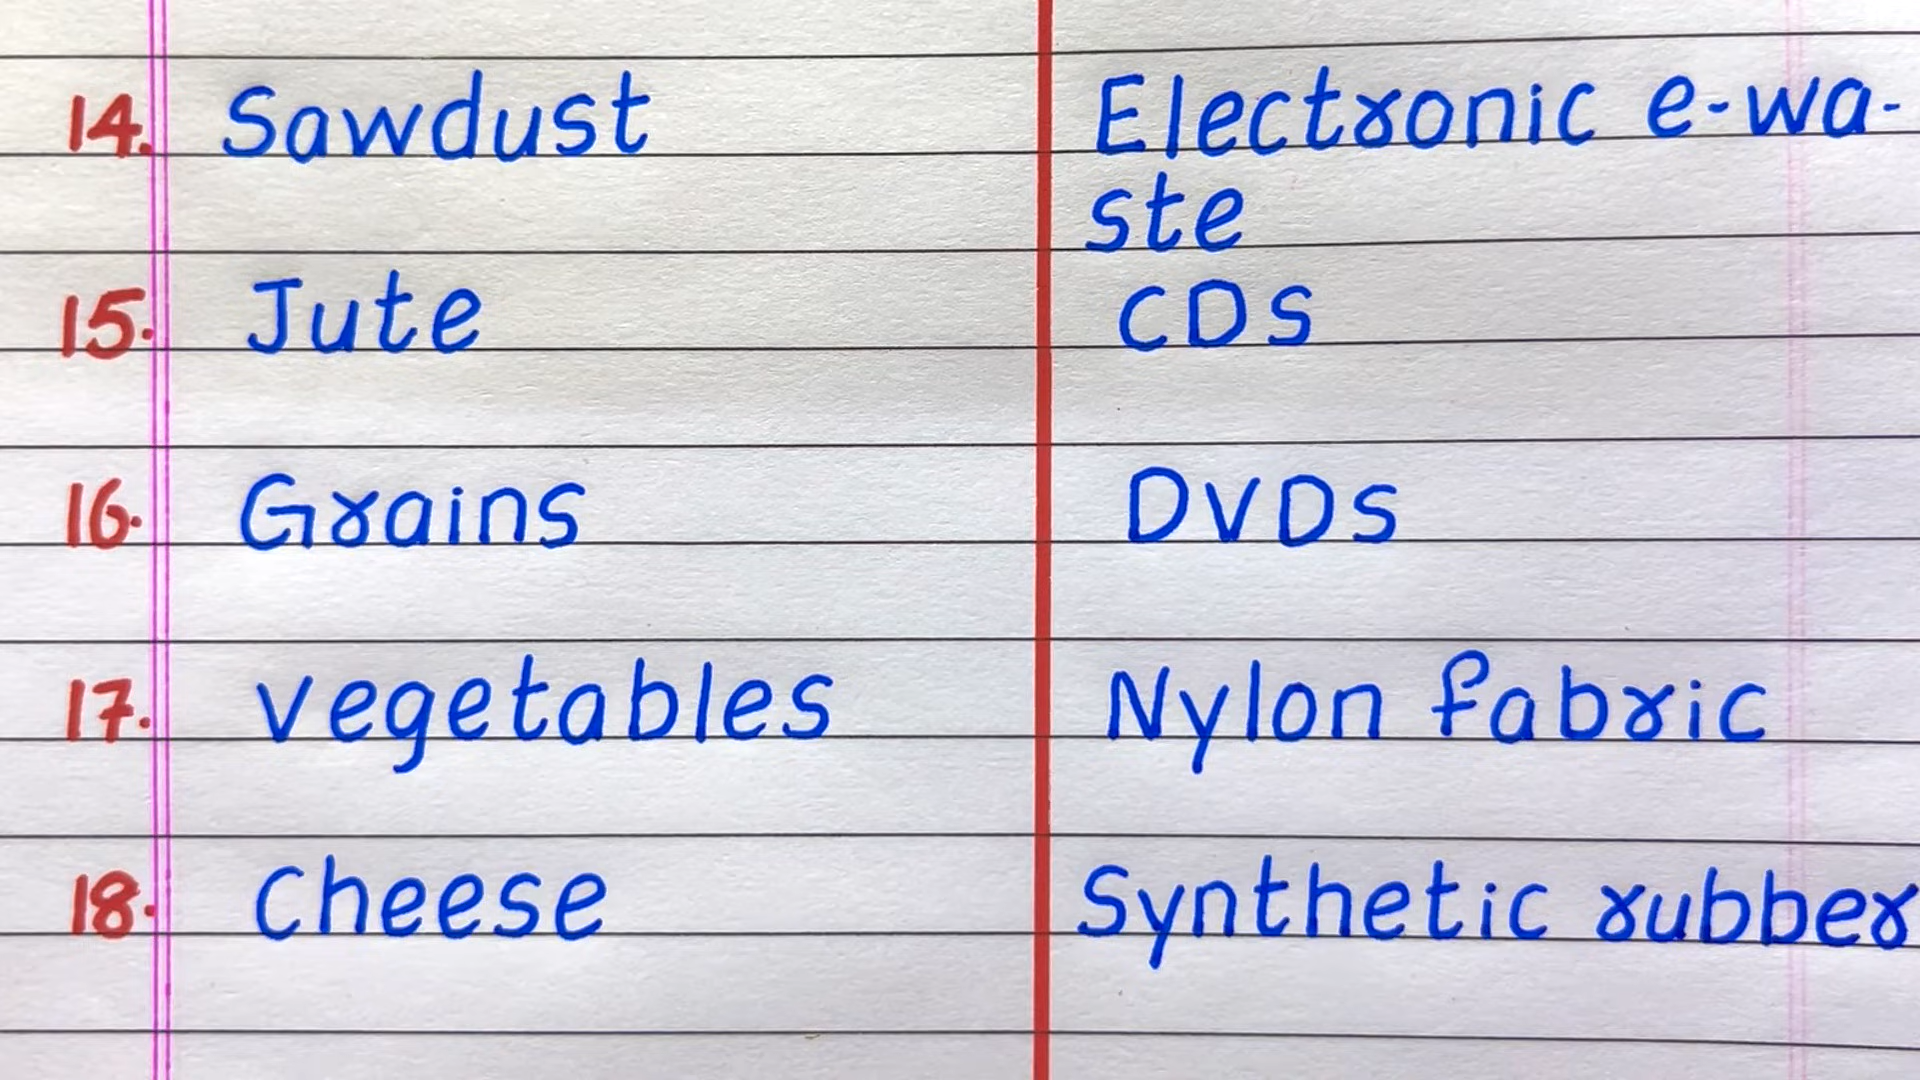 14. Sawdust Electronic e-wa-
ste
15. Jute CDS
16. Grains DVDS
17. vegetables Nylon fabric
18. Cheese Synthetic rubber